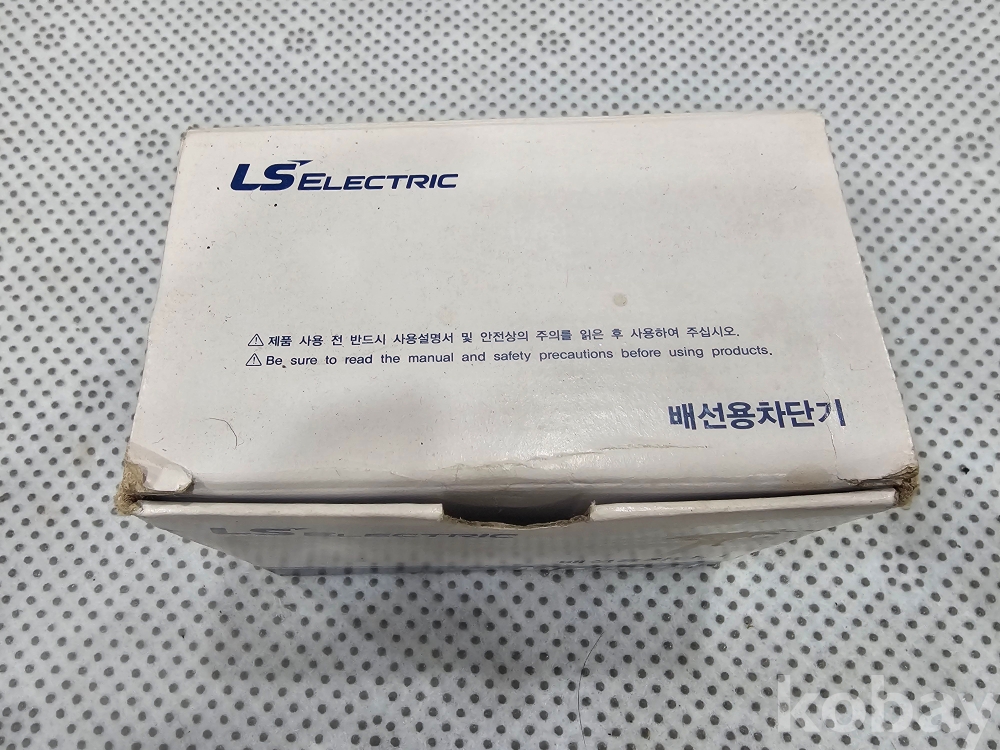 LS ELECTRIC
⚠ 제품 사용 전 반드시 사용설명서 및 안전상의 주의를 읽은 후 사용하여 주십시오.
⚠ Be sure to read the manual and safety precautions before using products.
배선용차단기
LS ELECTRIC
kobay